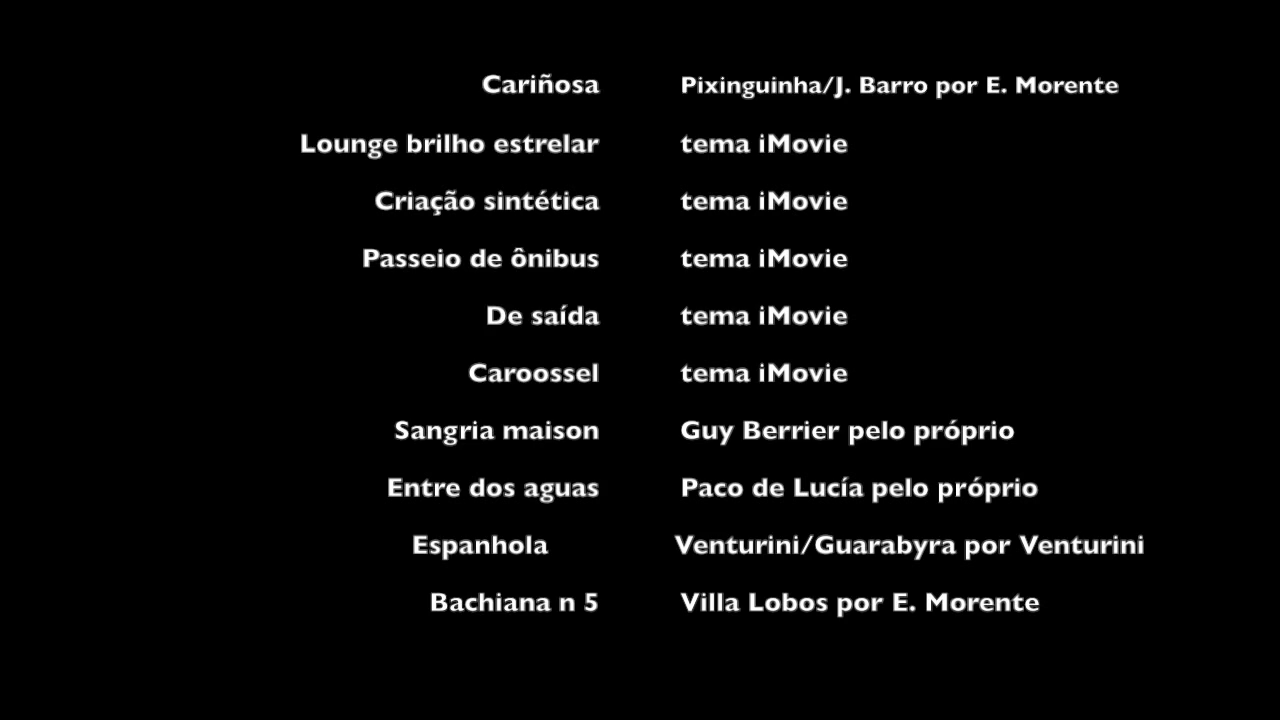 Cariñosa Pixinguinha/J. Barro por E. Morente
Lounge brilho estrelar tema iMovie
Criação sintética tema iMovie
Passeio de ônibus tema iMovie
De saída tema iMovie
Caroossel tema iMovie
Sangria maison Guy Berrier pelo próprio
Entre dos aguas Paco de Lucía pelo próprio
Espanhola Venturini/Guarabyra por Venturini
Bachiana n 5 Villa Lobos por E. Morente